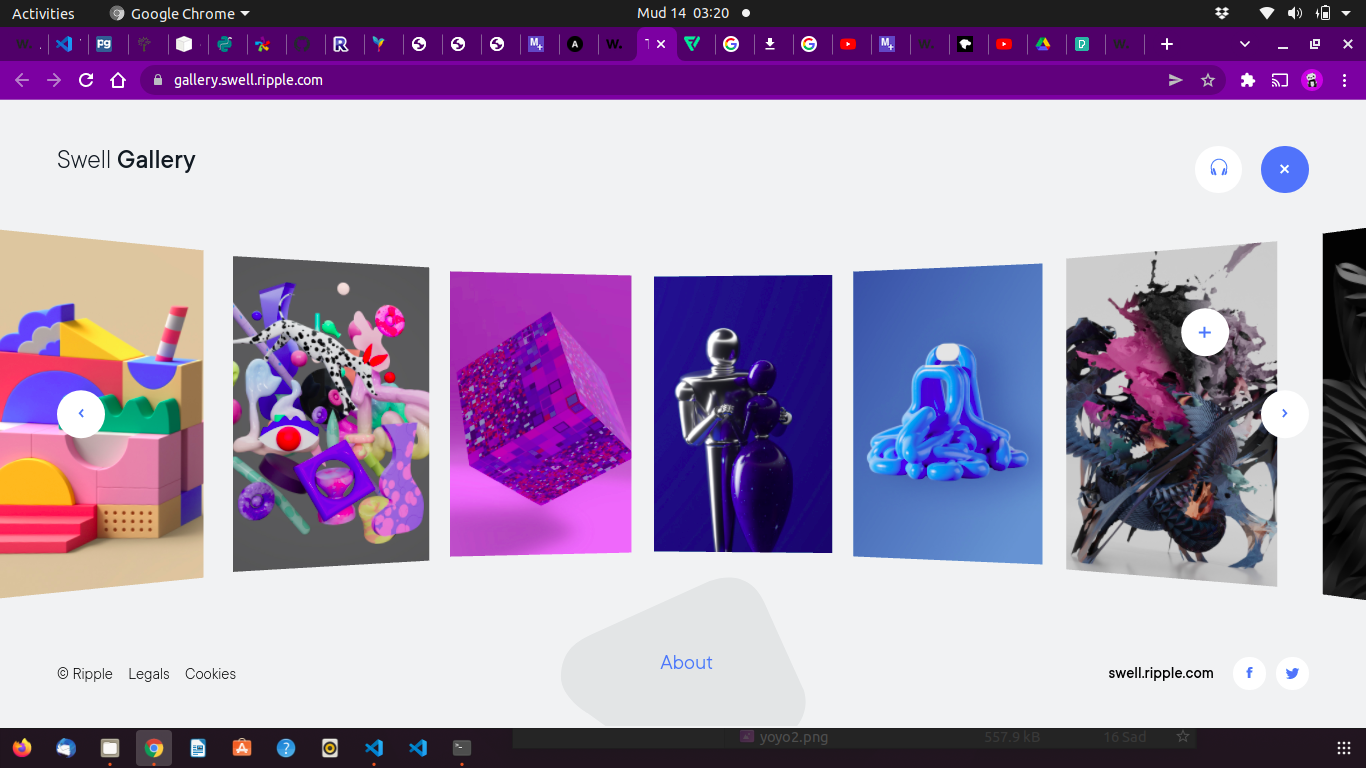 Activities Google Chrome Mud 14 03:20
gallery.swell.ripple.com
Swell Gallery
About
© Ripple Legals Cookies swell.ripple.com
yoyo2.png 557.9 kB 16 Sad